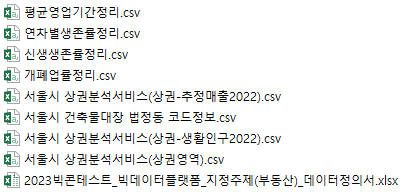 평균영업기간정리.csv
연차별생존률정리.csv
신생생존률정리.csv
개폐업률정리.csv
서울시 상권분석서비스(상권-추정매출2022).csv
서울시 건축물대장 법정동 코드정보.csv
서울시 상권분석서비스(상권-생활인구2022).csv
서울시 상권분석서비스(상권영역).csv
2023빅콘테스트_빅데이터플랫폼_지정주제(부동산)_데이터정의서.xlsx